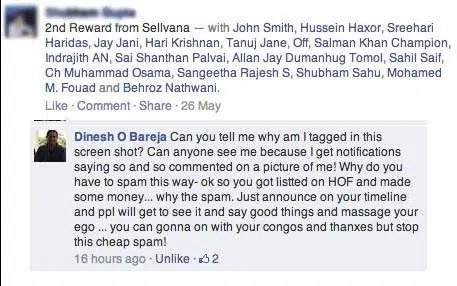 2nd Reward from Sellvana — with John Smith, Hussein Haxor, Sreehari
Haridas, Jay Jani, Hari Krishnan, Tanuj Jane, Off, Salman Khan Champion,
Indrajith AN, Sai Shanthan Palvai, Allan Jay Dumanhug Tomol, Sahil Saif,
Ch Muhammad Osama, Sangeetha Rajesh S, Shubham Sahu, Mohamed
M. Fouad and Behroz Nathwani.
Like · Comment · Share · 26 May
Dinesh O Bareja Can you tell me why am I tagged in this
screen shot? Can anyone see me because I get notifications
saying so and so commented on a picture of me! Why do you
have to spam this way- ok so you got listted on HOF and made
some money... why the spam. Just announce on your timeline
and ppl will get to see it and say good things and massage your
ego ... you can gonna on with your congos and thanxes but stop
this cheap spam!
16 hours ago · Unlike · 2